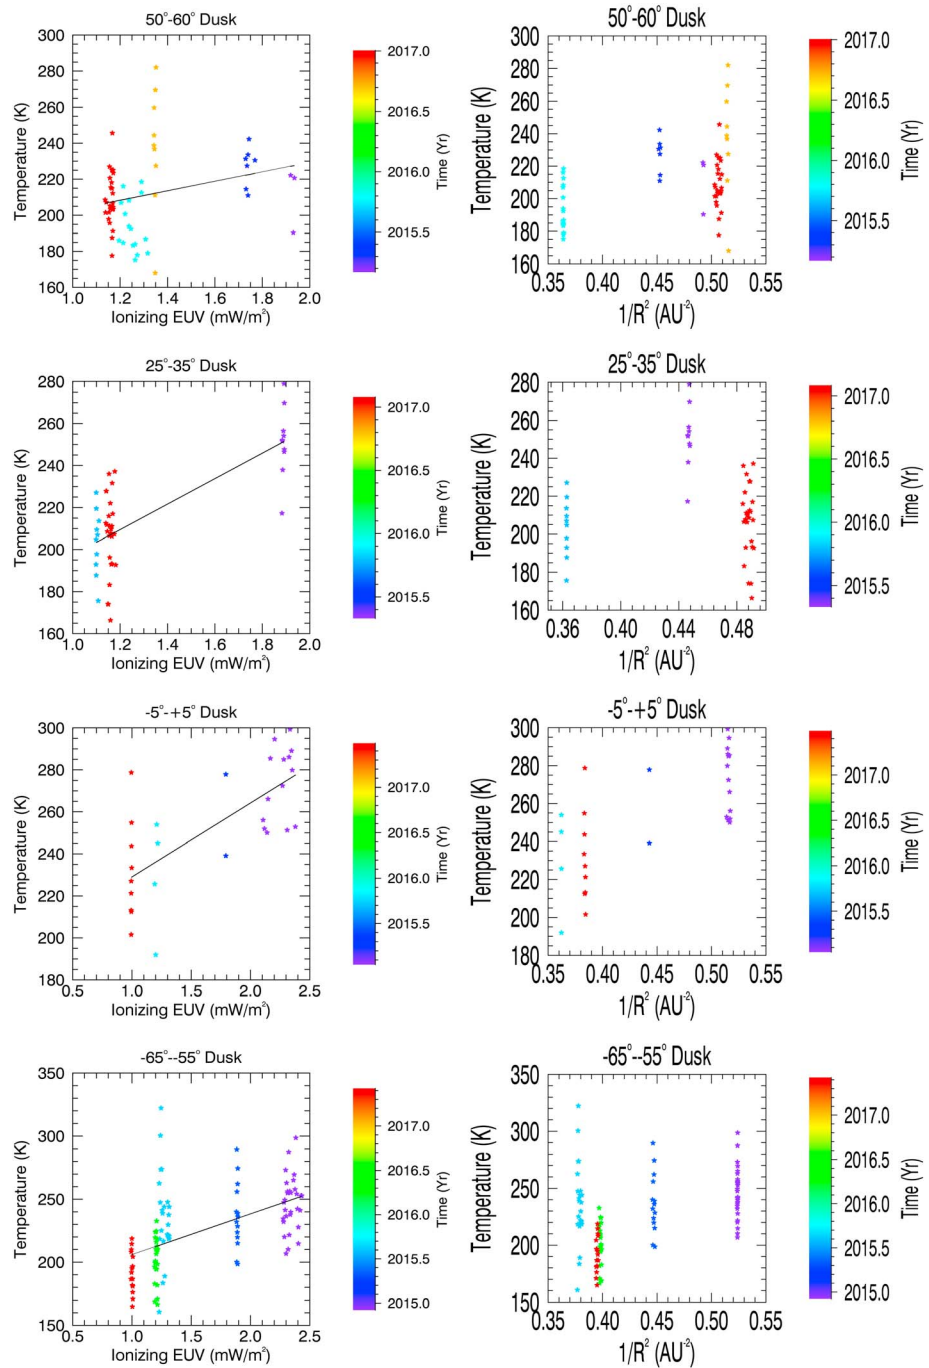 50°-60° Dusk
300
280
260
240
220
200
180
160
Temperature (K)
1.0 1.2 1.4 1.6 1.8 2.0
Ionizing EUV (mW/m²)
2017.0
2016.5
2016.0
2015.5
Time (Yr)
50°-60° Dusk
300
280
260
240
220
200
180
160
Temperature (K)
0.35 0.40 0.45 0.50 0.55
1/R² (AU⁻²)
2017.0
2016.5
2016.0
2015.5
Time (Yr)
25°-35° Dusk
280
260
240
220
200
180
160
Temperature (K)
1.0 1.2 1.4 1.6 1.8 2.0
Ionizing EUV (mW/m²)
2017.0
2016.5
2016.0
2015.5
Time (Yr)
25°-35° Dusk
280
260
240
220
200
180
160
Temperature (K)
0.36 0.40 0.44 0.48
1/R² (AU⁻²)
2017.0
2016.5
2016.0
2015.5
Time (Yr)
-5°-+5° Dusk
300
280
260
240
220
200
180
Temperature (K)
0.5 1.0 1.5 2.0 2.5
Ionizing EUV (mW/m²)
2017.0
2016.5
2016.0
2015.5
Time (Yr)
-5°-+5° Dusk
300
280
260
240
220
200
180
Temperature (K)
0.35 0.40 0.45 0.50 0.55
1/R² (AU⁻²)
2017.0
2016.5
2016.0
2015.5
Time (Yr)
-65°--55° Dusk
350
300
250
200
150
Temperature (K)
0.5 1.0 1.5 2.0 2.5
Ionizing EUV (mW/m²)
2017.0
2016.5
2016.0
2015.5
2015.0
Time (Yr)
-65°--55° Dusk
350
300
250
200
150
Temperature (K)
0.35 0.40 0.45 0.50 0.55
1/R² (AU⁻²)
2017.0
2016.5
2016.0
2015.5
2015.0
Time (Yr)